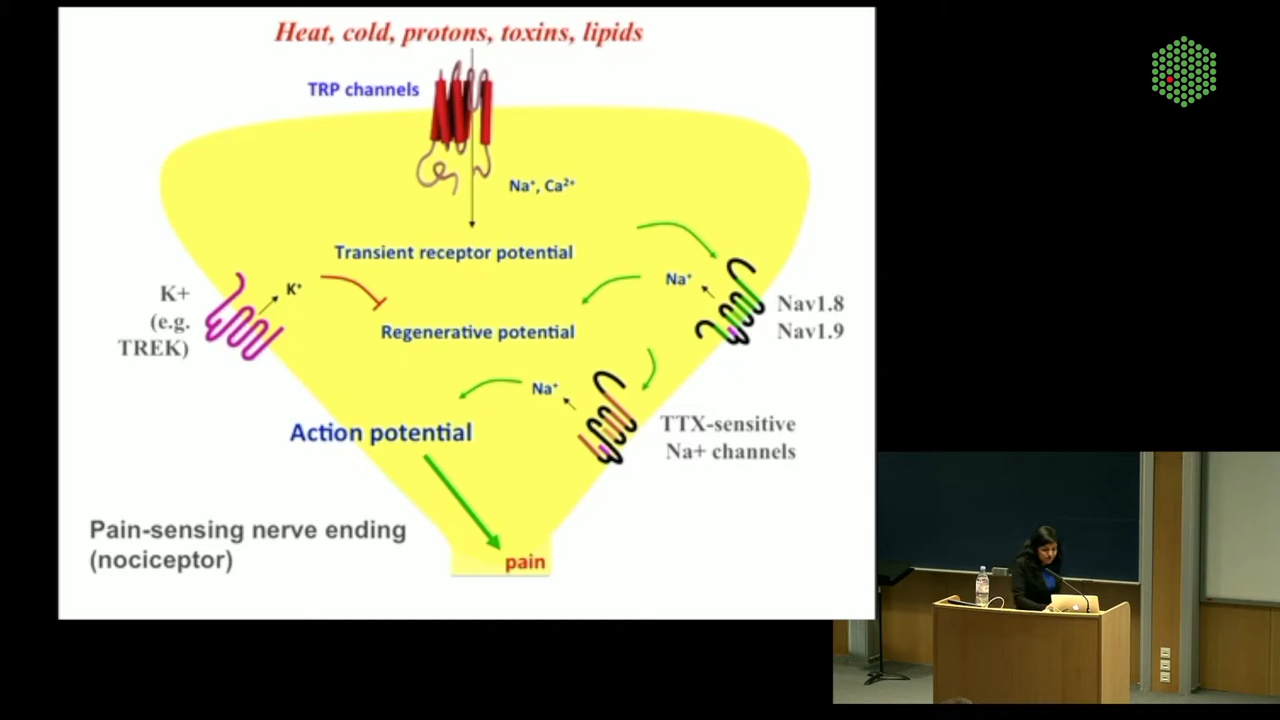 Heat, cold, protons, toxins, lipids
TRP channels
Na⁺, Ca²⁺
Transient receptor potential
Na⁺
Nav1.8
Nav1.9
K⁺
K+
(e.g.
TREK)
Regenerative potential
Na⁺
TTX-sensitive
Na+ channels
Action potential
Pain-sensing nerve ending
(nociceptor)
pain